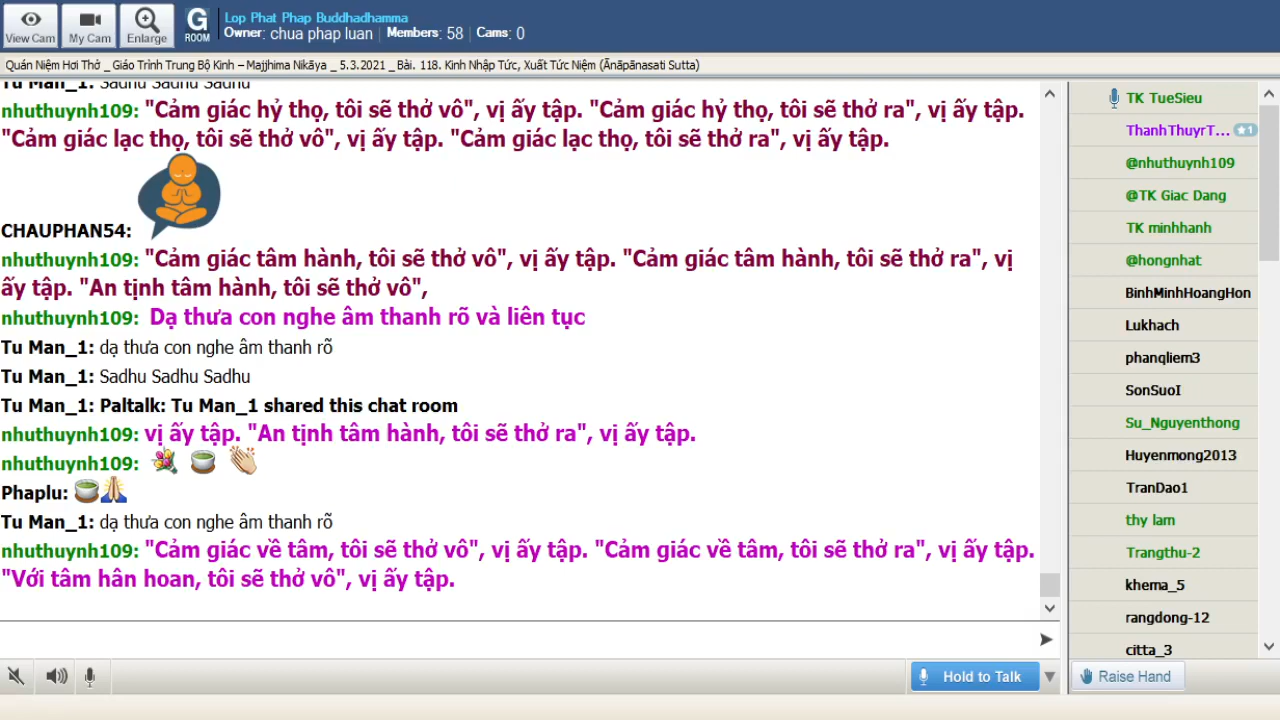 View Cam
My Cam
Enlarge
G
ROOM
Lop Phat Phap Buddhadhamma
Owner: chua phap luan | Members: 58 | Cams: 0
Quán Niệm Hơi Thở _ Giáo Trình Trung Bộ Kinh – Majjhima Nikāya _ 5.3.2021 _ Bài. 118. Kinh Nhập Tức, Xuất Tức Niệm (Ānāpānasati Sutta)
Tu Man_1: Sadhu Sadhu Sadhu
nhuthuynh109: "Cảm giác hỷ thọ, tôi sẽ thở vô", vị ấy tập. "Cảm giác hỷ thọ, tôi sẽ thở ra", vị ấy tập.
"Cảm giác lạc thọ, tôi sẽ thở vô", vị ấy tập. "Cảm giác lạc thọ, tôi sẽ thở ra", vị ấy tập.
CHAUPHAN54:
nhuthuynh109: "Cảm giác tâm hành, tôi sẽ thở vô", vị ấy tập. "Cảm giác tâm hành, tôi sẽ thở ra", vị
ấy tập. "An tịnh tâm hành, tôi sẽ thở vô",
nhuthuynh109: Dạ thưa con nghe âm thanh rõ và liên tục
Tu Man_1: dạ thưa con nghe âm thanh rõ
Tu Man_1: Sadhu Sadhu Sadhu
Tu Man_1: Paltalk: Tu Man_1 shared this chat room
nhuthuynh109: vị ấy tập. "An tịnh tâm hành, tôi sẽ thở ra", vị ấy tập.
nhuthuynh109:
Phaplu:
Tu Man_1: dạ thưa con nghe âm thanh rõ
nhuthuynh109: "Cảm giác về tâm, tôi sẽ thở vô", vị ấy tập. "Cảm giác về tâm, tôi sẽ thở ra", vị ấy tập.
"Với tâm hân hoan, tôi sẽ thở vô", vị ấy tập.
TK TueSieu
ThanhThuyrT... 1
@nhuthuynh109
@TK Giac Dang
TK minhhanh
@hongnhat
BinhMinhHoangHon
Lukhach
phanqliem3
SonSuoI
Su_Nguyenthong
Huyenmong2013
TranDao1
thy lam
Trangthu-2
khema_5
rangdong-12
citta_3
Hold to Talk
Raise Hand